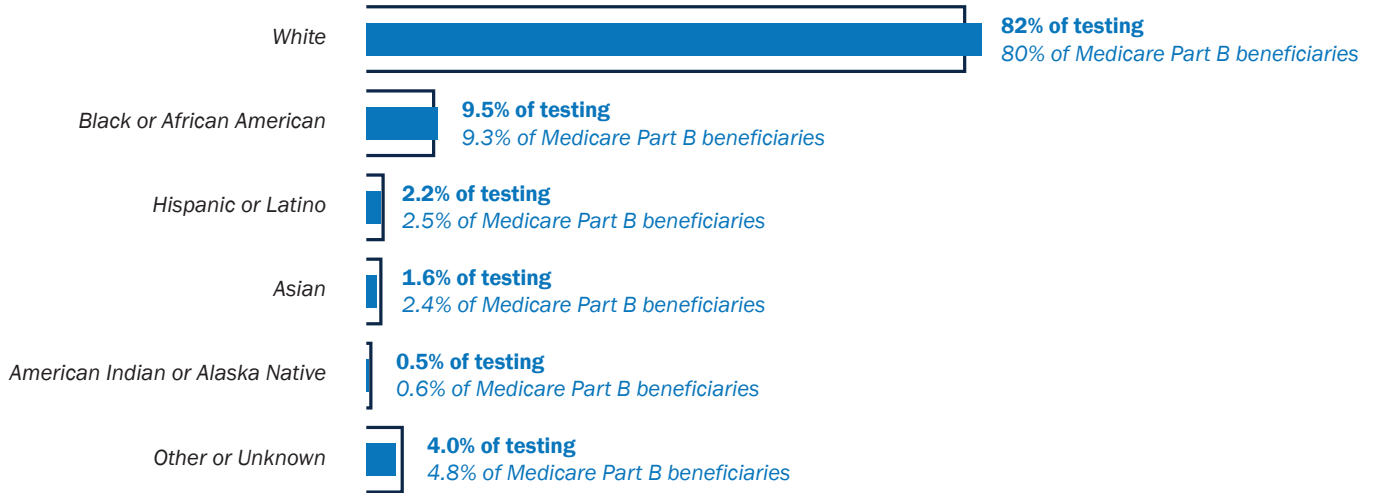 White
82% of testing
80% of Medicare Part B beneficiaries
Black or African American
9.5% of testing
9.3% of Medicare Part B beneficiaries
Hispanic or Latino
2.2% of testing
2.5% of Medicare Part B beneficiaries
Asian
1.6% of testing
2.4% of Medicare Part B beneficiaries
American Indian or Alaska Native
0.5% of testing
0.6% of Medicare Part B beneficiaries
Other or Unknown
4.0% of testing
4.8% of Medicare Part B beneficiaries